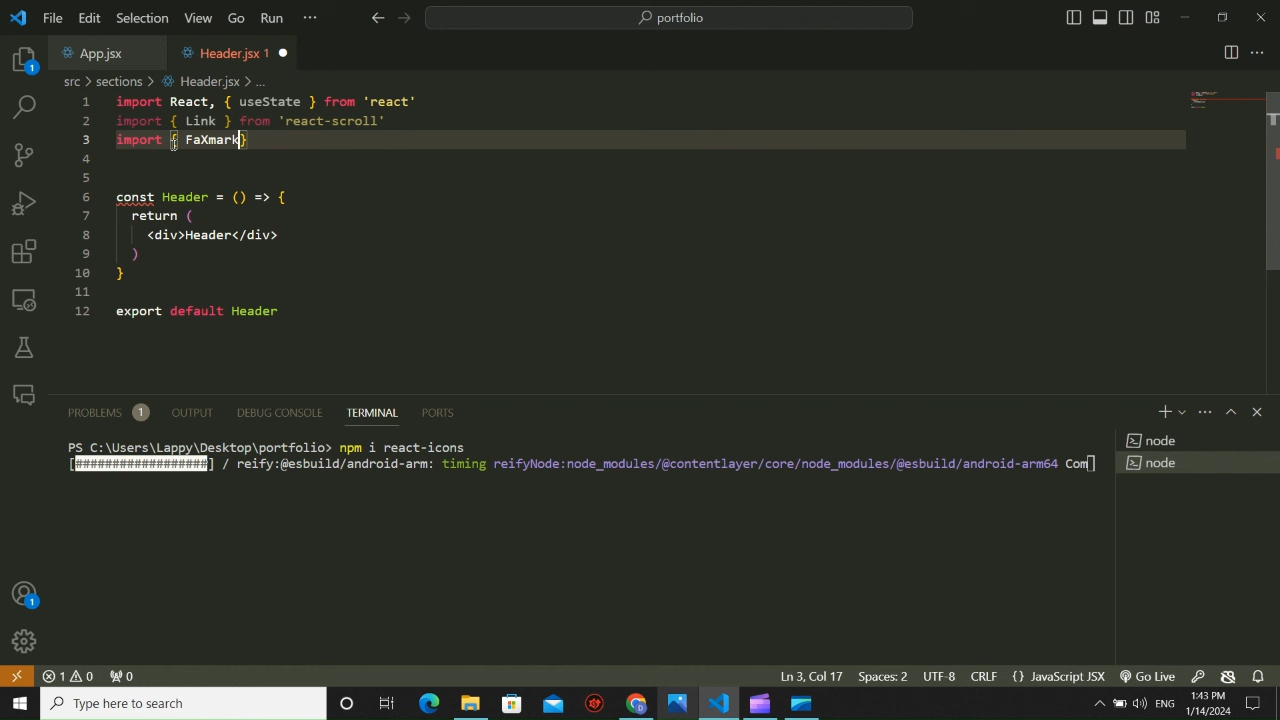 File Edit Selection View Go Run ··· portfolio
App.jsx Header.jsx 1
src > sections > Header.jsx > ...
1 import React, { useState } from 'react'
2 import { Link } from 'react-scroll'
3 import { FaXmark}
4
5
6 const Header = () => {
7 return (
8 <div>Header</div>
9 )
10 }
11
12 export default Header
PROBLEMS 1 OUTPUT DEBUG CONSOLE TERMINAL PORTS
PS C:\Users\Lappy\Desktop\portfolio> npm i react-icons
[##################] / reify:@esbuild/android-arm: timing reifyNode:node_modules/@contentlayer/core/node_modules/@esbuild/android-arm64 Com
node
node
1
1
1 0 0 Ln 3, Col 17 Spaces: 2 UTF-8 CRLF {} JavaScript JSX Go Live
Type here to search ENG 1:43 PM
1/14/2024